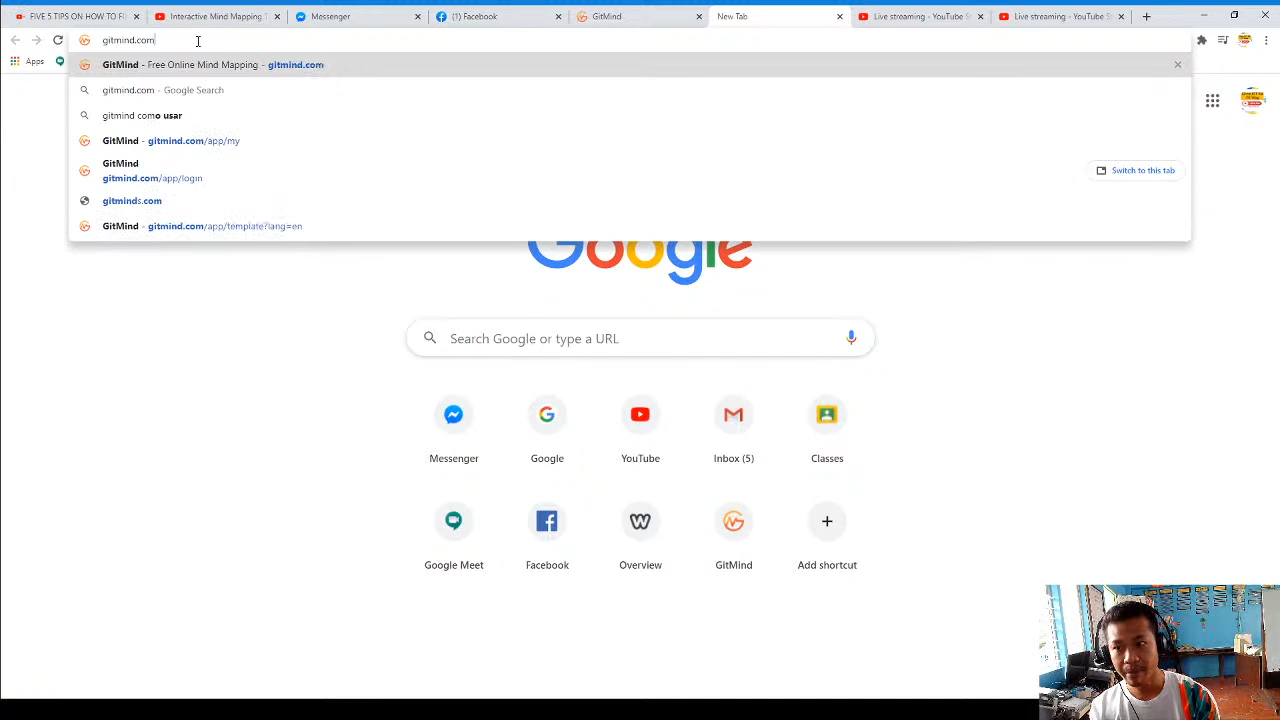 FIVE 5 TIPS ON HOW TO FI
Interactive Mind Mapping T
Messenger
(1) Facebook
GitMind
New Tab
Live streaming - YouTube St
Live streaming - YouTube St
gitmind.com
Apps
GitMind - Free Online Mind Mapping - gitmind.com
gitmind.com - Google Search
gitmind como usar
GitMind - gitmind.com/app/my
GitMind
gitmind.com/app/login
Switch to this tab
gitminds.com
GitMind - gitmind.com/app/template?lang=en
Google
Search Google or type a URL
Messenger
Google
YouTube
Inbox (5)
Classes
Google Meet
Facebook
Overview
GitMind
Add shortcut